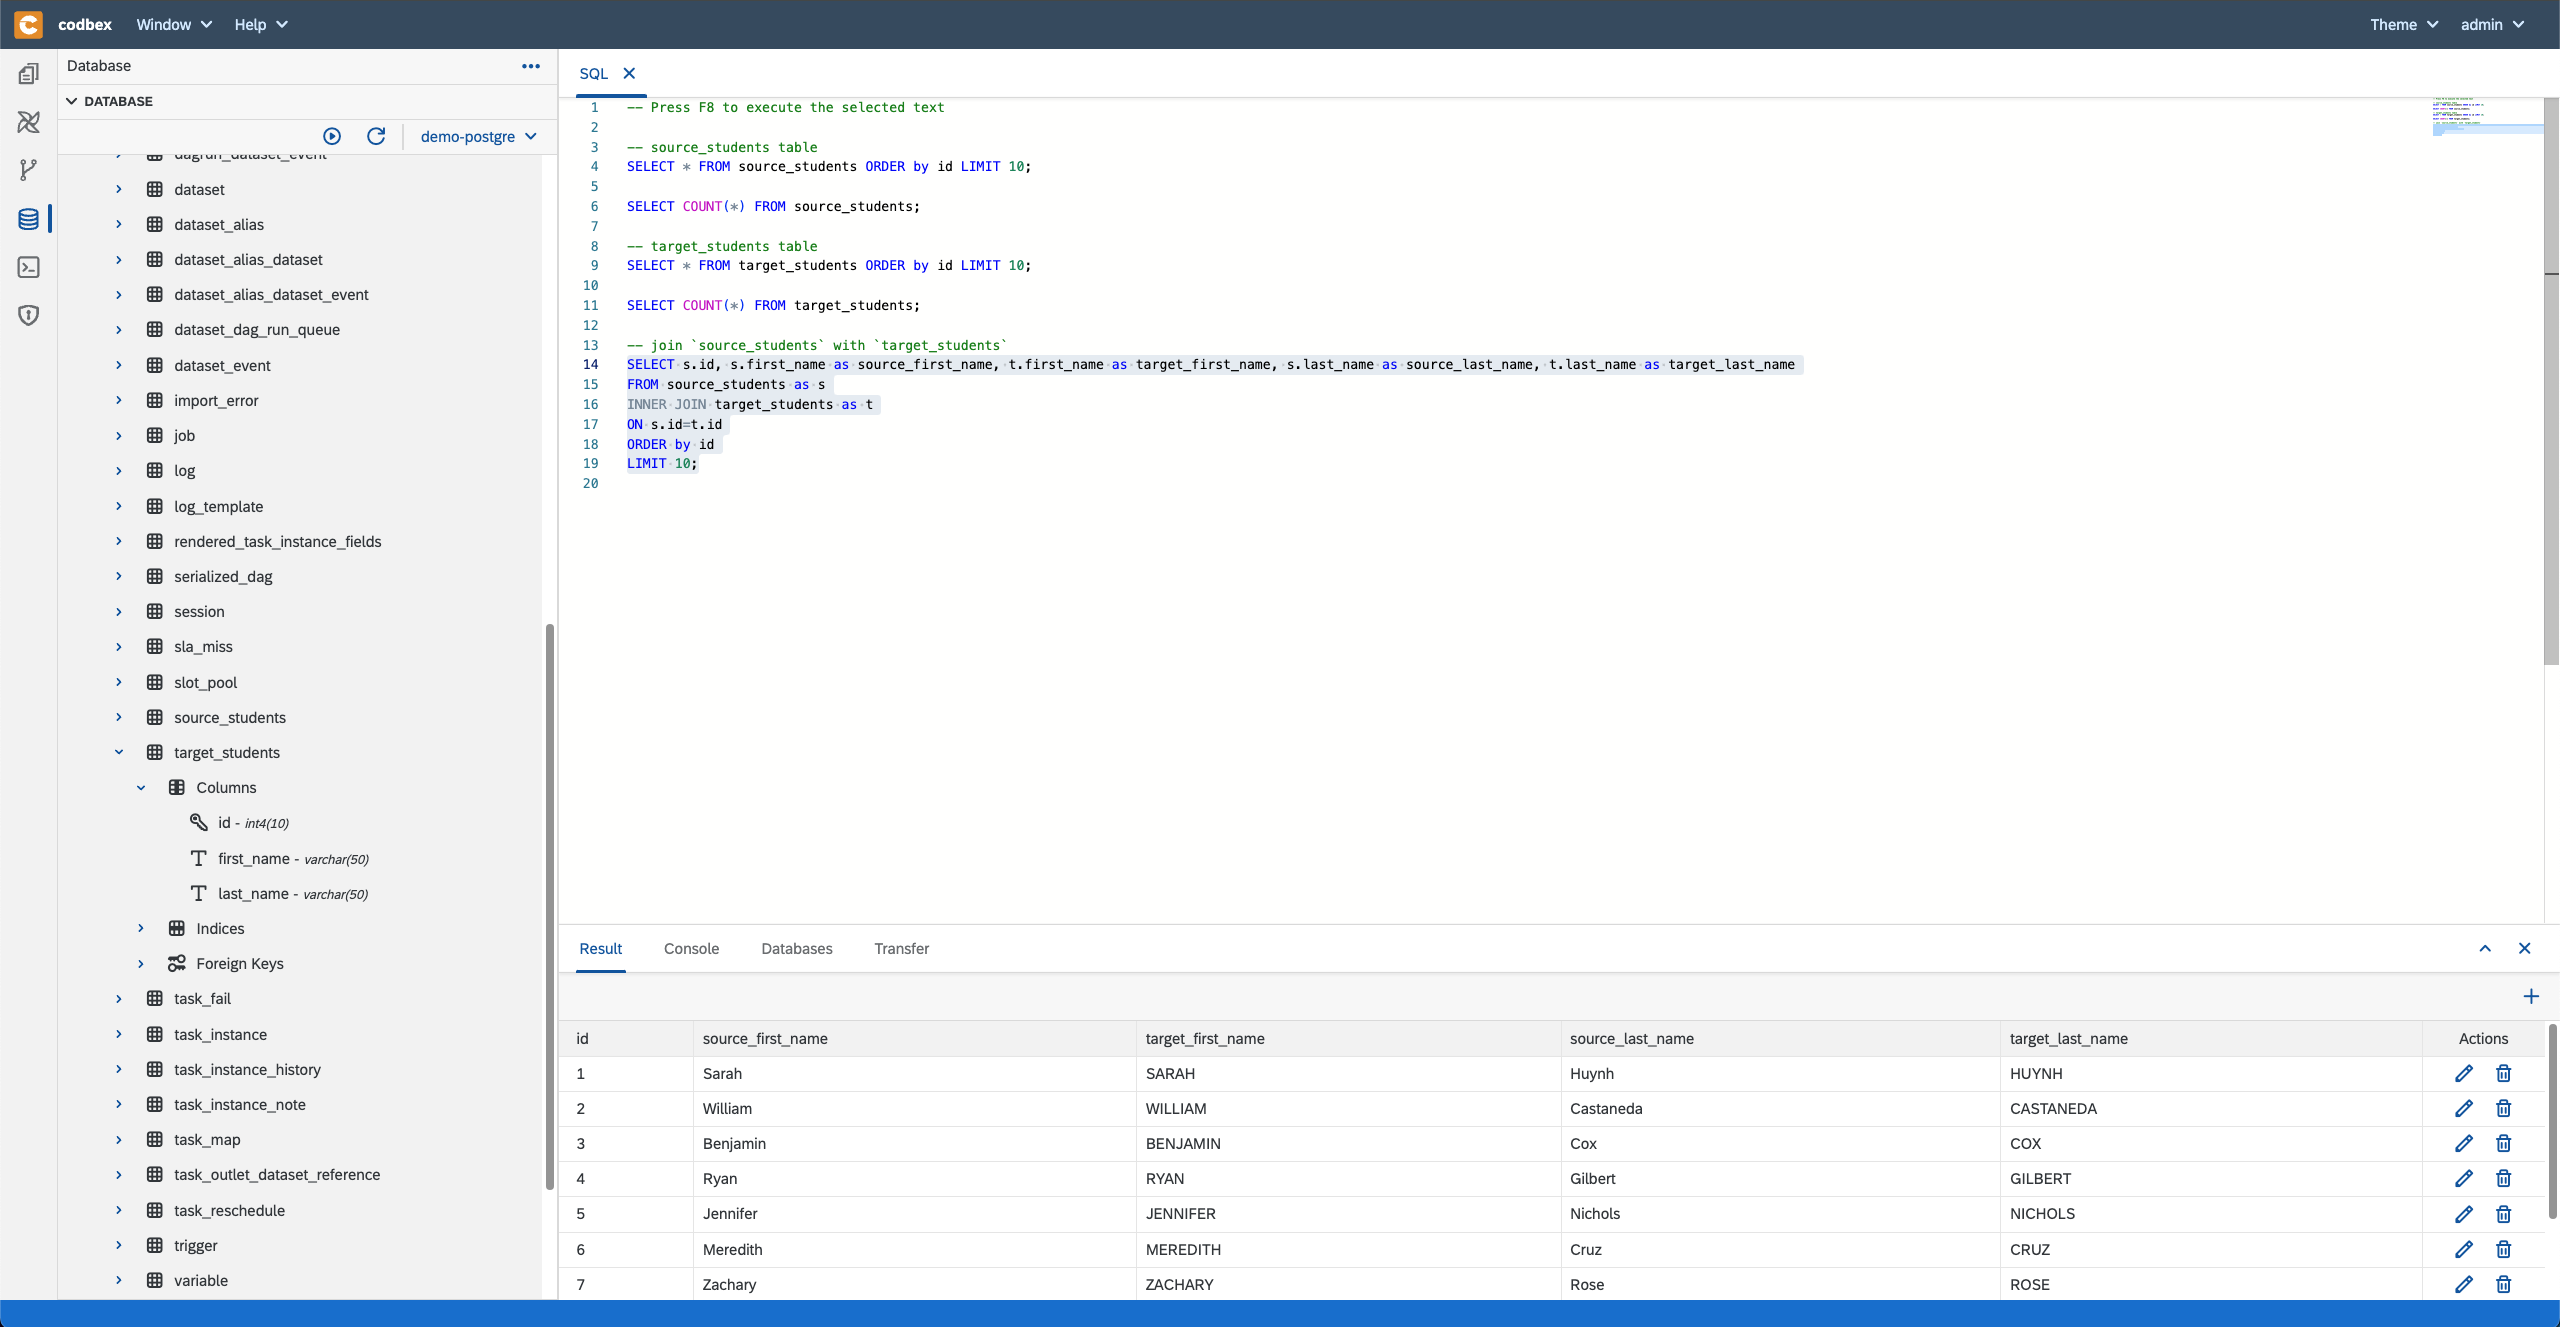 codbex Window Help Theme admin
Database
DATABASE
demo-postgre
dagrun_dataset_event
dataset
dataset_alias
dataset_alias_dataset
dataset_alias_dataset_event
dataset_dag_run_queue
dataset_event
import_error
job
log
log_template
rendered_task_instance_fields
serialized_dag
session
sla_miss
slot_pool
source_students
target_students
Columns
id - int4(10)
first_name - varchar(50)
last_name - varchar(50)
Indices
Foreign Keys
task_fail
task_instance
task_instance_history
task_instance_note
task_map
task_outlet_dataset_reference
task_reschedule
trigger
variable
SQL
1 -- Press F8 to execute the selected text
2
3 -- source_students table
4 SELECT * FROM source_students ORDER by id LIMIT 10;
5
6 SELECT COUNT(*) FROM source_students;
7
8 -- target_students table
9 SELECT * FROM target_students ORDER by id LIMIT 10;
10
11 SELECT COUNT(*) FROM target_students;
12
13 -- join `source_students` with `target_students`
14 SELECT s.id, s.first_name as source_first_name, t.first_name as target_first_name, s.last_name as source_last_name, t.last_name as target_last_name
15 FROM source_students as s
16 INNER JOIN target_students as t
17 ON s.id=t.id
18 ORDER by id
19 LIMIT 10;
20
Result Console Databases Transfer
id source_first_name target_first_name source_last_name target_last_name Actions
1 Sarah SARAH Huynh HUYNH
2 William WILLIAM Castaneda CASTANEDA
3 Benjamin BENJAMIN Cox COX
4 Ryan RYAN Gilbert GILBERT
5 Jennifer JENNIFER Nichols NICHOLS
6 Meredith MEREDITH Cruz CRUZ
7 Zachary ZACHARY Rose ROSE